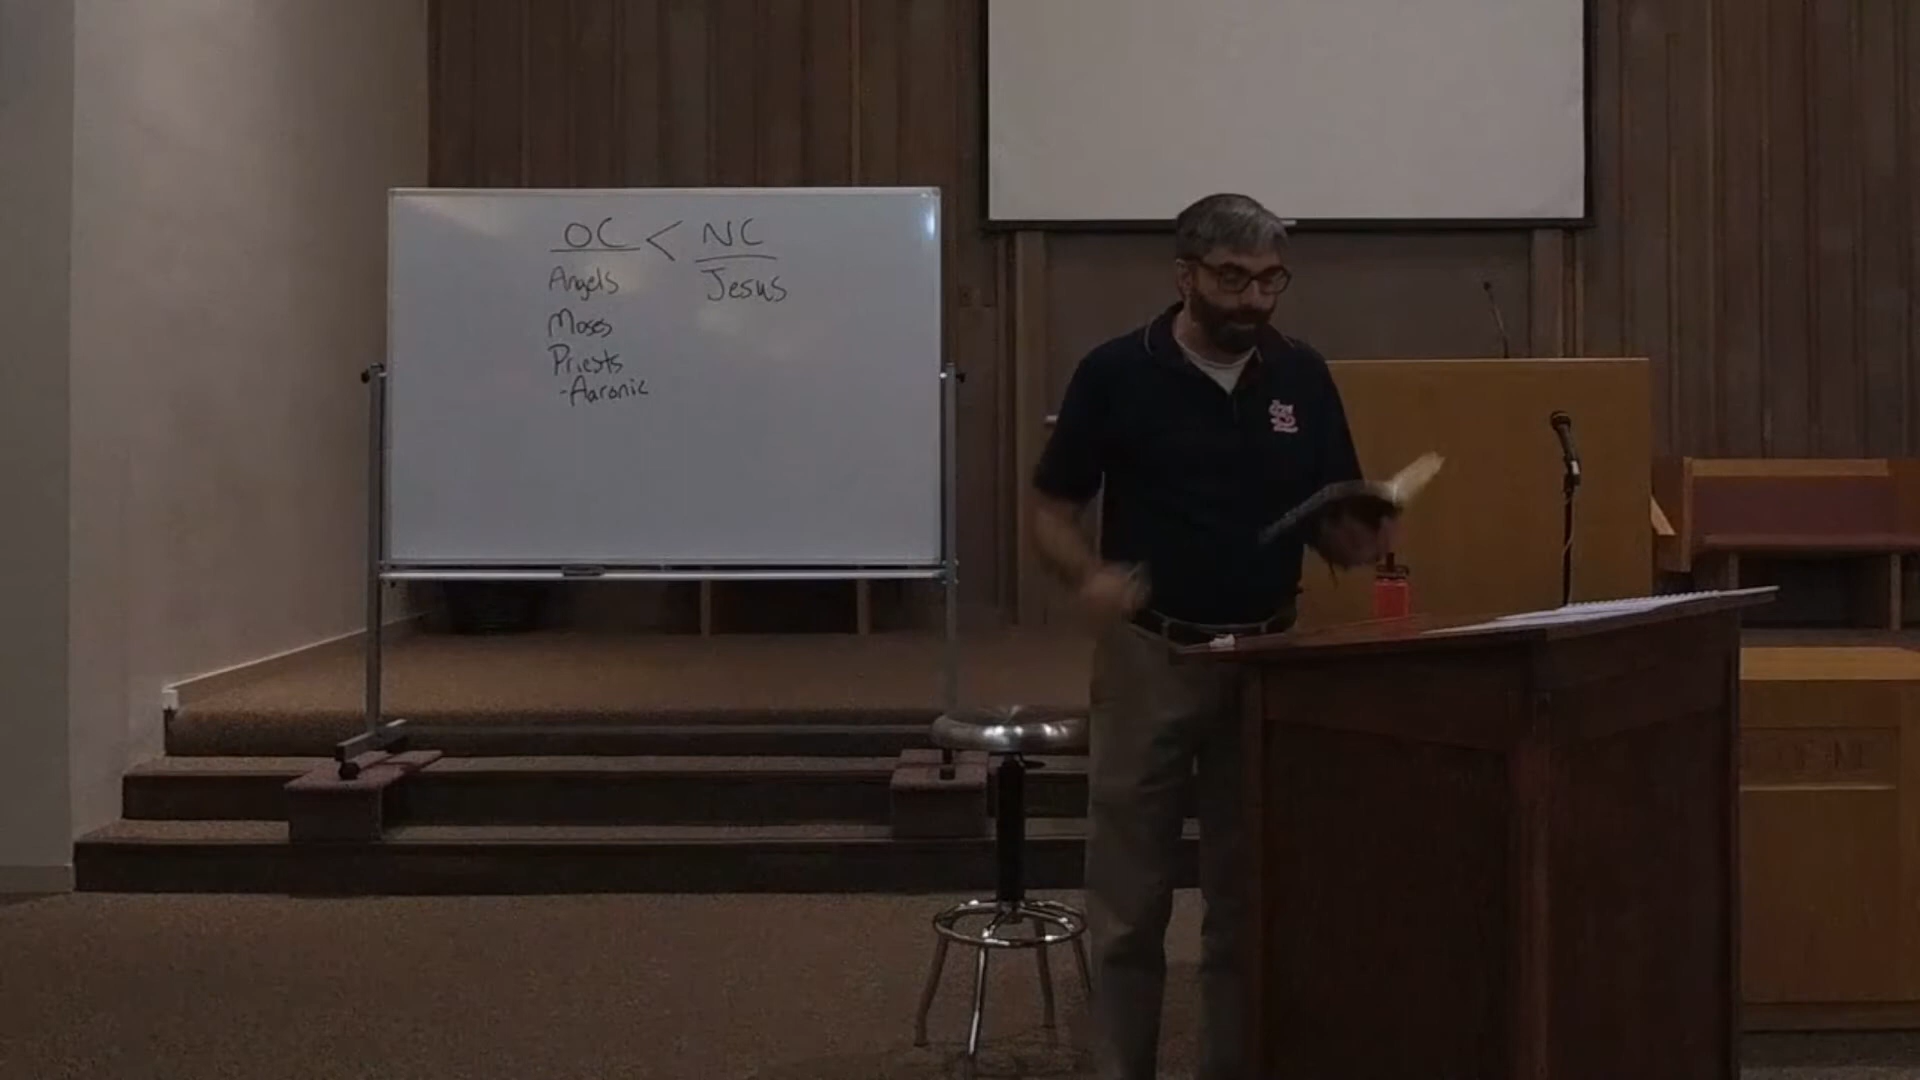 OC < NC
Angels Jesus
Moses
Priests
-Aaronic